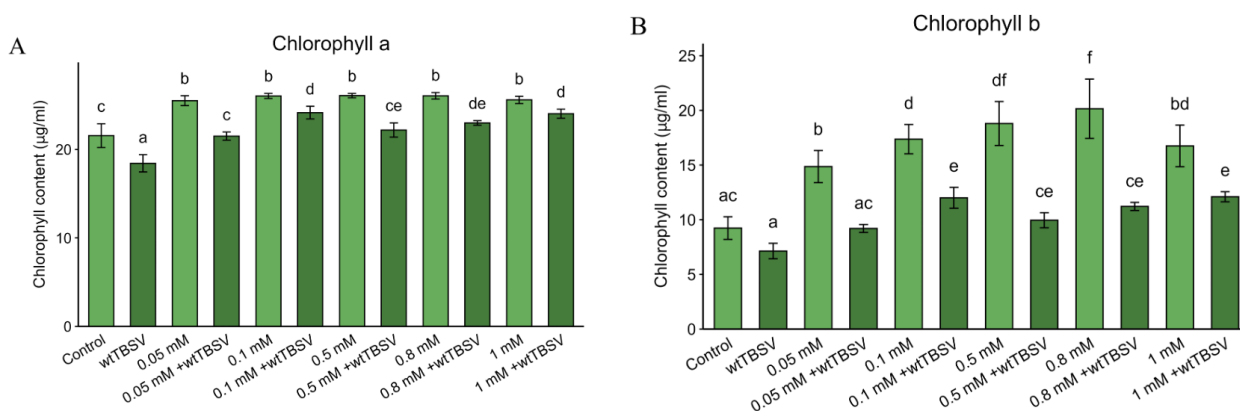 A
Chlorophyll a
Chlorophyll content (µg/ml)
20
10
0
c
a
b
c
b
d
b
ce
b
de
b
d
Control
wtTBSV
0.05 mM
0.05 mM +wtTBSV
0.1 mM
0.1 mM +wtTBSV
0.5 mM
0.5 mM +wtTBSV
0.8 mM
0.8 mM +wtTBSV
1 mM
1 mM +wtTBSV
B
Chlorophyll b
Chlorophyll content (µg/ml)
25
20
15
10
5
0
ac
a
b
ac
d
e
df
ce
f
ce
bd
e
Control
wtTBSV
0.05 mM
0.05 mM +wtTBSV
0.1 mM
0.1 mM +wtTBSV
0.5 mM
0.5 mM +wtTBSV
0.8 mM
0.8 mM +wtTBSV
1 mM
1 mM +wtTBSV